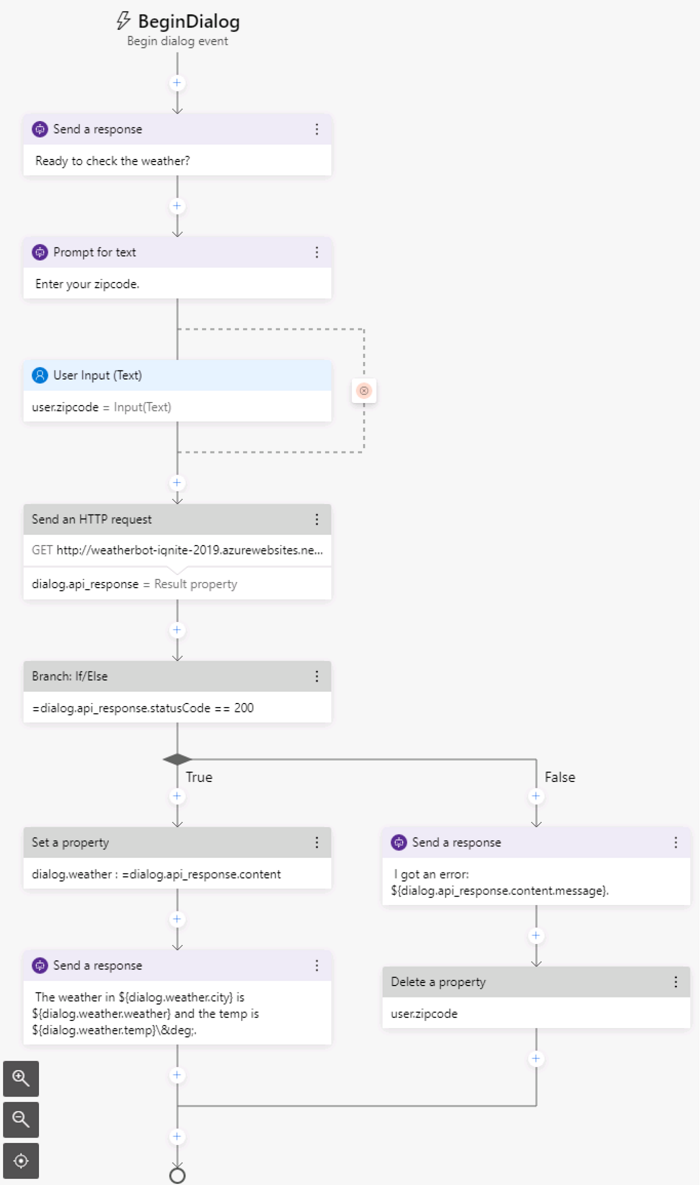 BeginDialog
Begin dialog event
Send a response
Ready to check the weather?
Prompt for text
Enter your zipcode.
User Input (Text)
user.zipcode = Input(Text)
Send an HTTP request
GET http://weatherbot-ignite-2019.azurewebsites.ne...
dialog.api_response = Result property
Branch: If/Else
=dialog.api_response.statusCode == 200
True
False
Set a property
dialog.weather : =dialog.api_response.content
Send a response
The weather in ${dialog.weather.city} is
${dialog.weather.weather} and the temp is
${dialog.weather.temp}\&deg;.
Send a response
I got an error:
${dialog.api_response.content.message}.
Delete a property
user.zipcode